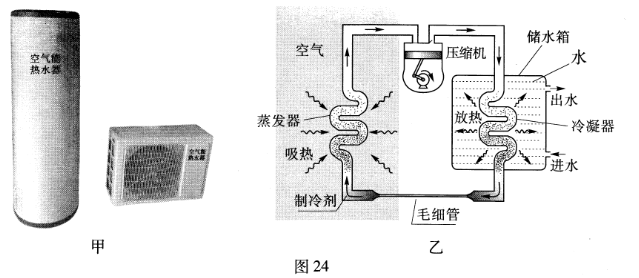 空气能
热水器
空气能
热水器
甲
空气
压缩机
储水箱
水
出水
蒸发器
放热
冷凝器
吸热
进水
制冷剂
毛细管
乙
图24